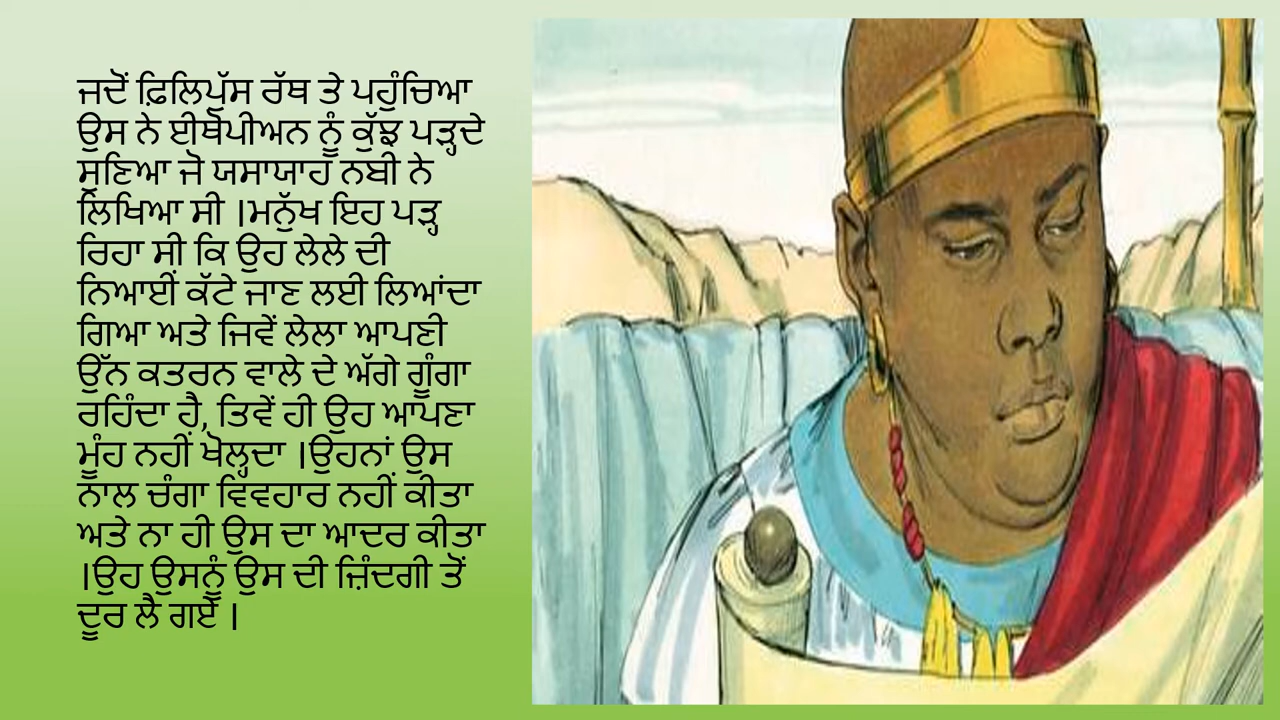 ਜਦੋਂ ਫ਼ਿਲਿਪੁੱਸ ਰੱਥ ਤੇ ਪਹੁੰਚਿਆ
ਉਸ ਨੇ ਈਥੋਪੀਅਨ ਨੂੰ ਕੁੱਝ ਪੜ੍ਹਦੇ
ਸੁਣਿਆ ਜੋ ਯਸਾਯਾਹ ਨਬੀ ਨੇ
ਲਿਖਿਆ ਸੀ ।ਮਨੁੱਖ ਇਹ ਪੜ੍ਹ
ਰਿਹਾ ਸੀ ਕਿ ਉਹ ਲੇਲੇ ਦੀ
ਨਿਆਈਂ ਕੱਟੇ ਜਾਣ ਲਈ ਲਿਆਂਦਾ
ਗਿਆ ਅਤੇ ਜਿਵੇਂ ਲੇਲਾ ਆਪਣੀ
ਉੱਨ ਕਤਰਨ ਵਾਲੇ ਦੇ ਅੱਗੇ ਗੂੰਗਾ
ਰਹਿੰਦਾ ਹੈ, ਤਿਵੇਂ ਹੀ ਉਹ ਆਪਣਾ
ਮੂੰਹ ਨਹੀਂ ਖੋਲ੍ਹਦਾ ।ਉਹਨਾਂ ਉਸ
ਨਾਲ ਚੰਗਾ ਵਿਵਹਾਰ ਨਹੀਂ ਕੀਤਾ
ਅਤੇ ਨਾ ਹੀ ਉਸ ਦਾ ਆਦਰ ਕੀਤਾ
।ਉਹ ਉਸਨੂੰ ਉਸ ਦੀ ਜ਼ਿੰਦਗੀ ਤੋਂ
ਦੂਰ ਲੈ ਗਏ ।